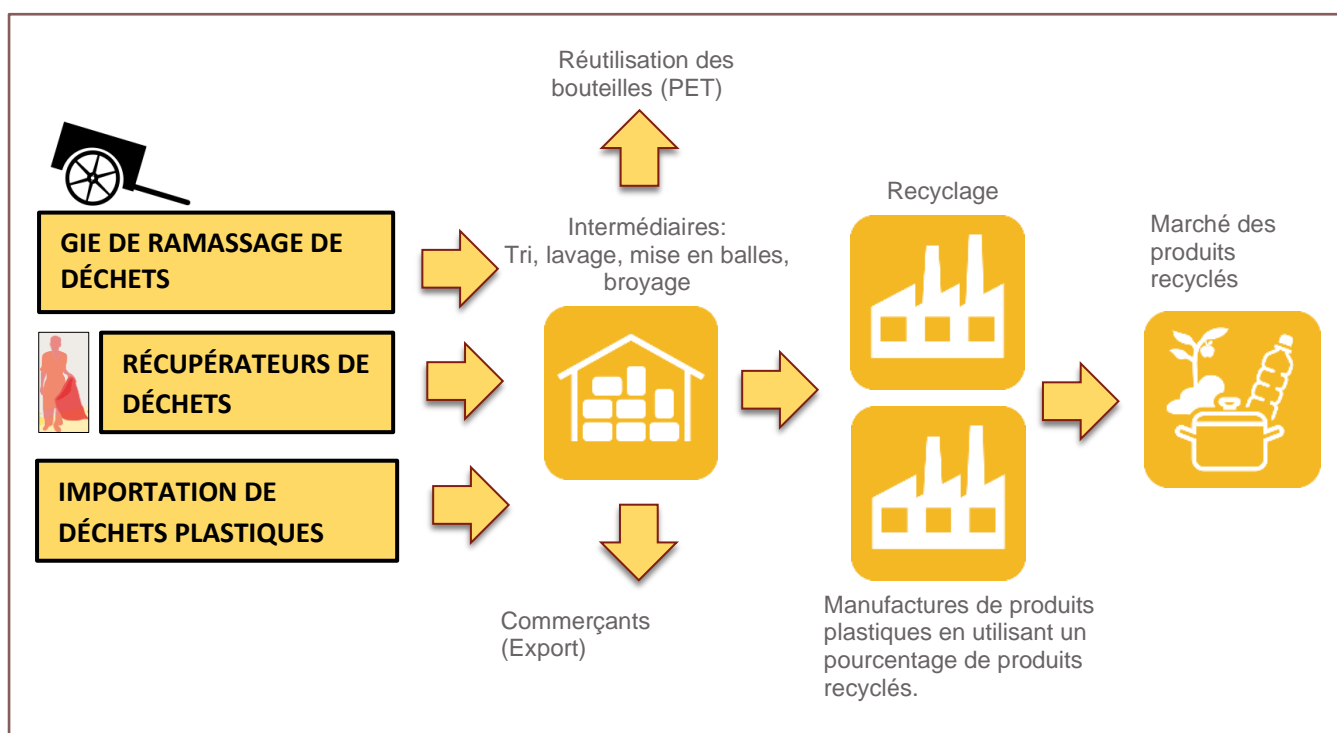 Réutilisation des
bouteilles (PET)
GIE DE RAMASSAGE DE
DÉCHETS
RÉCUPÉRATEURS DE
DÉCHETS
IMPORTATION DE
DÉCHETS PLASTIQUES
Intermédiaires:
Tri, lavage, mise en balles,
broyage
Commerçants
(Export)
Recyclage
Manufactures de produits
plastiques en utilisant un
pourcentage de produits
recyclés.
Marché des
produits
recyclés